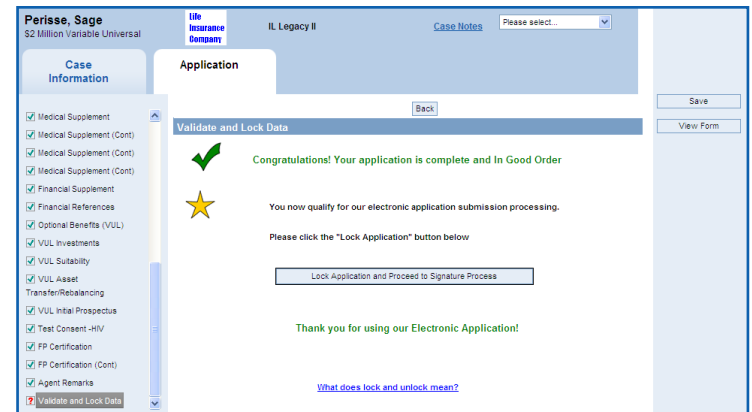 Perisse, Sage
$2 Million Variable Universal
Life
Insurance
Company
IL Legacy II
Case Notes
Please select...
Case
Information
Application
Back
Save
View Form
Validate and Lock Data
Medical Supplement
Medical Supplement (Cont)
Medical Supplement (Cont)
Medical Supplement (Cont)
Financial Supplement
Financial References
Optional Benefits (VUL)
VUL Investments
VUL Suitability
VUL Asset
Transfer/Rebalancing
VUL Initial Prospectus
Test Consent -HIV
FP Certification
FP Certification (Cont)
Agent Remarks
? Validate and Lock Data
Congratulations! Your application is complete and In Good Order
You now qualify for our electronic application submission processing.
Please click the "Lock Application" button below
Lock Application and Proceed to Signature Process
Thank you for using our Electronic Application!
What does lock and unlock mean?